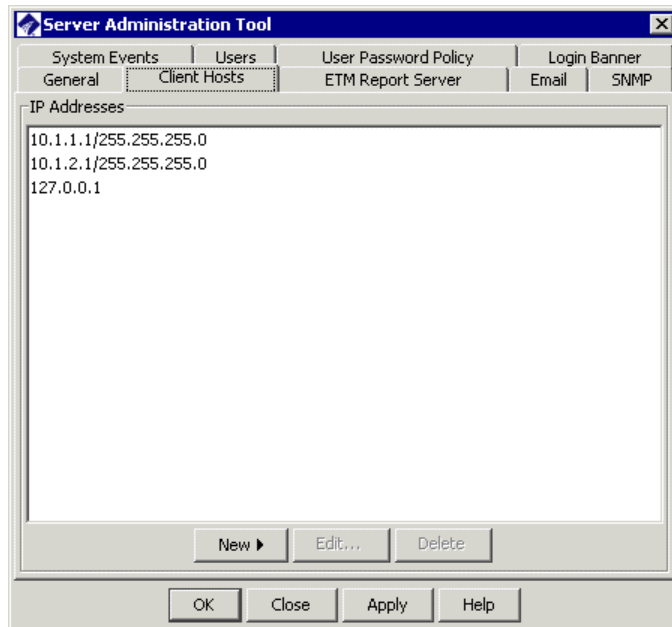 Server Administration Tool
System Events Users User Password Policy Login Banner
General Client Hosts ETM Report Server Email SNMP
IP Addresses
10.1.1.1/255.255.255.0
10.1.2.1/255.255.255.0
127.0.0.1
New Edit... Delete
OK Close Apply Help